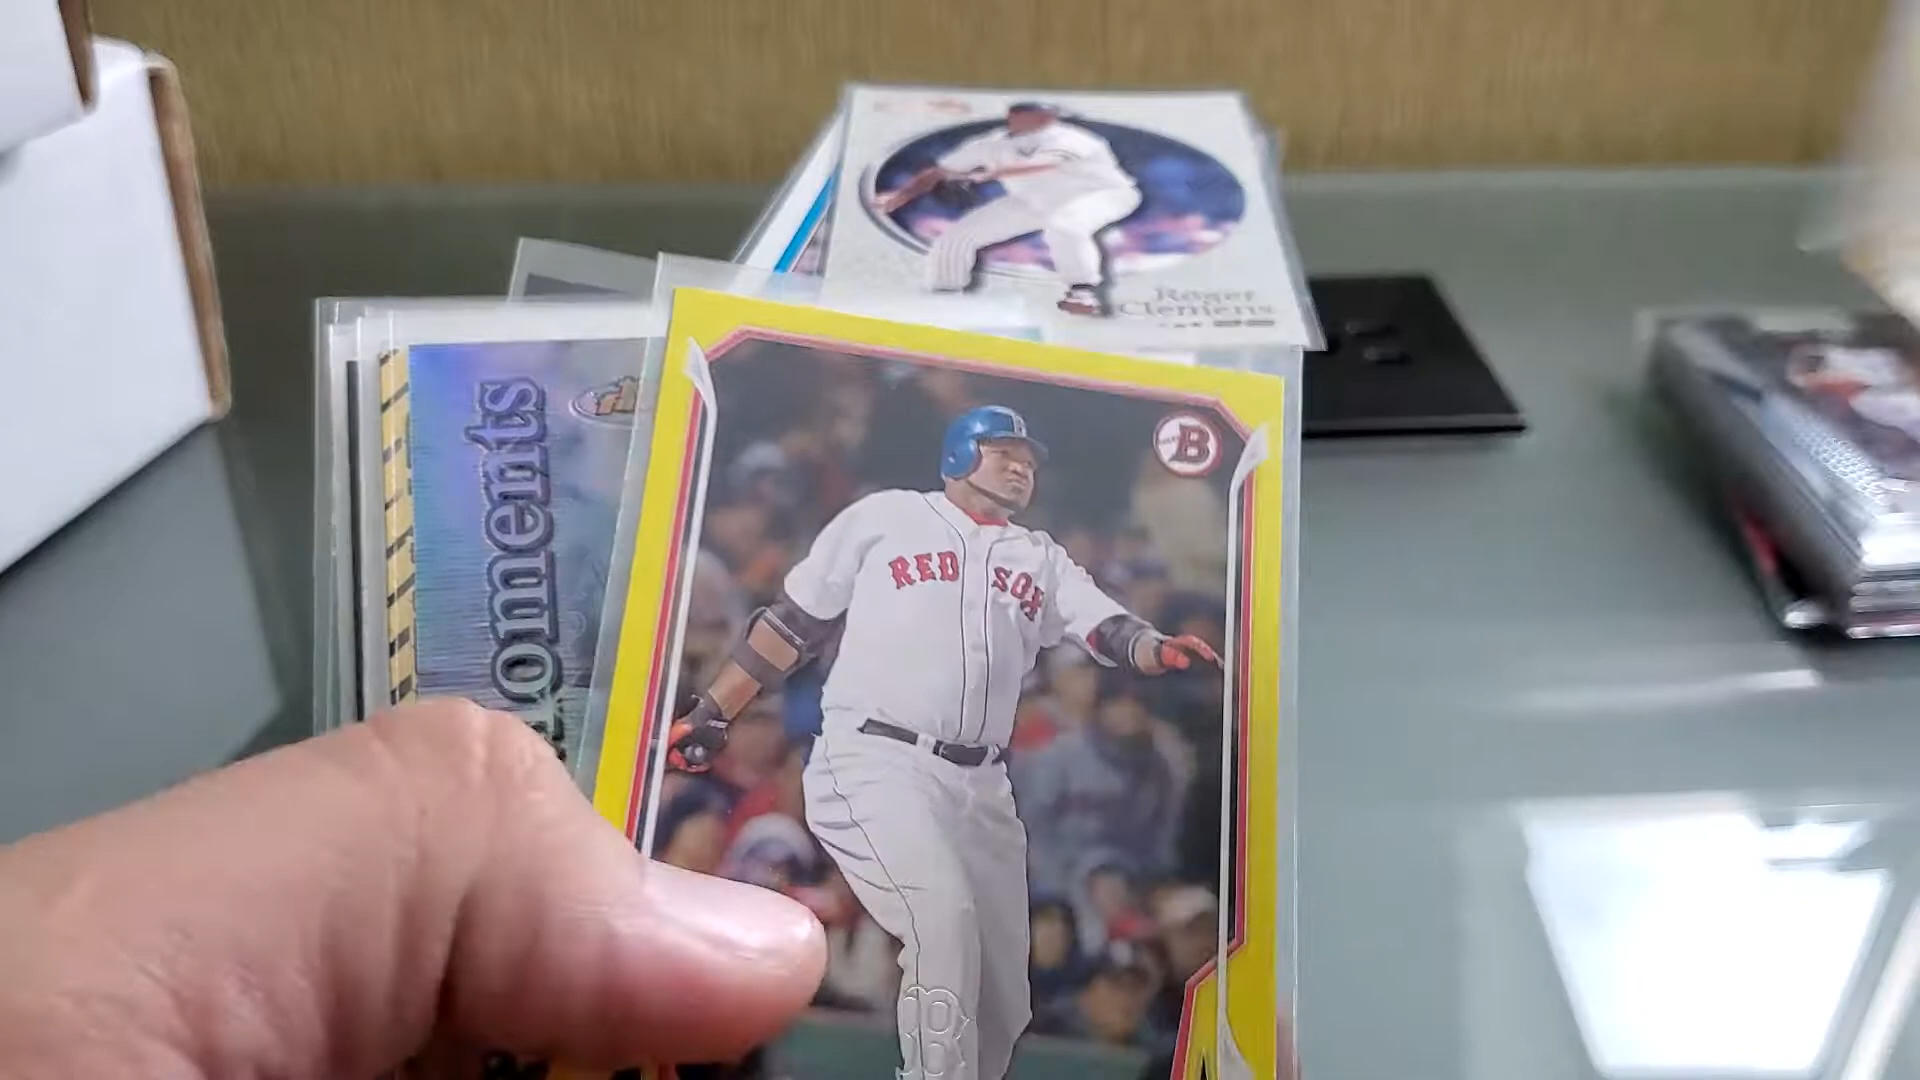 Roger
Clemens
B
B
RED SOX
oments
B